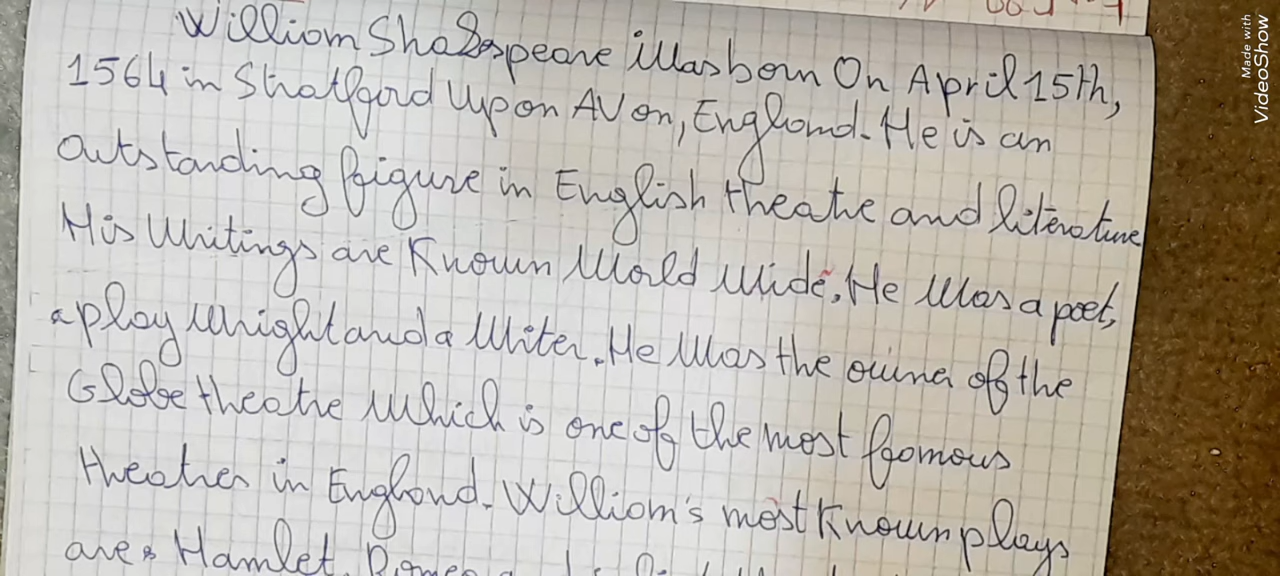 William Shakespeare was born On April 15th,
1564 in Stratford Upon AVon, England. He is an
Outstanding figure in English theatre and literature
His Writings are Known World Wide. He Was a poet,
a play wright and a Writer. He Was the owner of the
Globe theatre Which is one of the most famous
theatres in England. William's most Known plays
are: Hamlet, Romeo
Made with
VideoShow